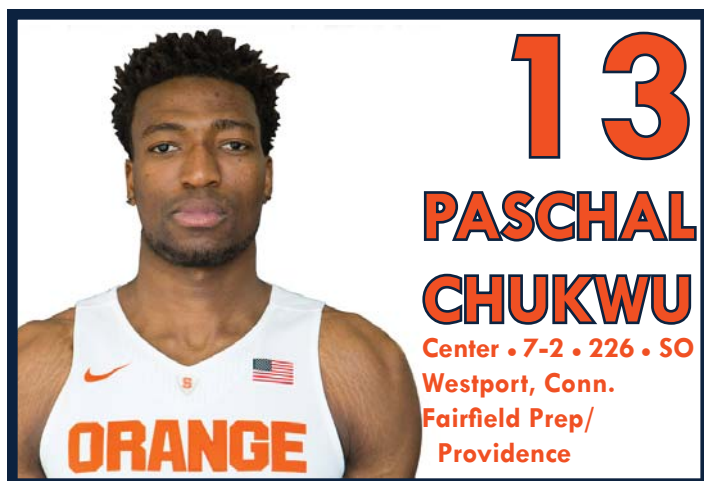 13
PASCHAL
CHUKWU
Center • 7-2 • 226 • SO
Westport, Conn.
Fairfield Prep/
Providence
S
ORANGE